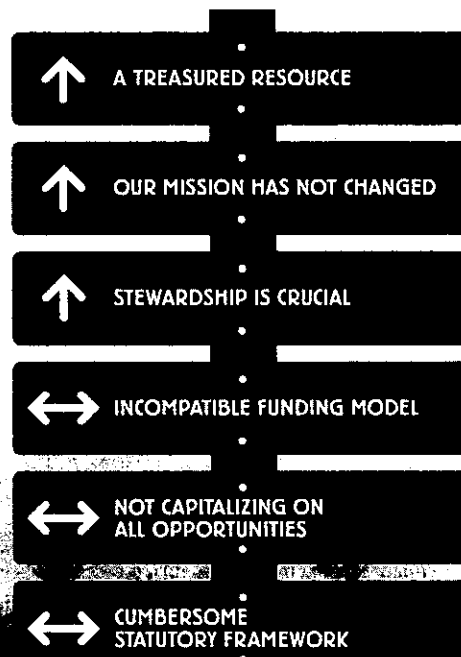 A TREASURED RESOURCE
OUR MISSION HAS NOT CHANGED
STEWARDSHIP IS CRUCIAL
INCOMPATIBLE FUNDING MODEL
NOT CAPITALIZING ON
ALL OPPORTUNITIES
CUMBERSOME
STATUTORY FRAMEWORK